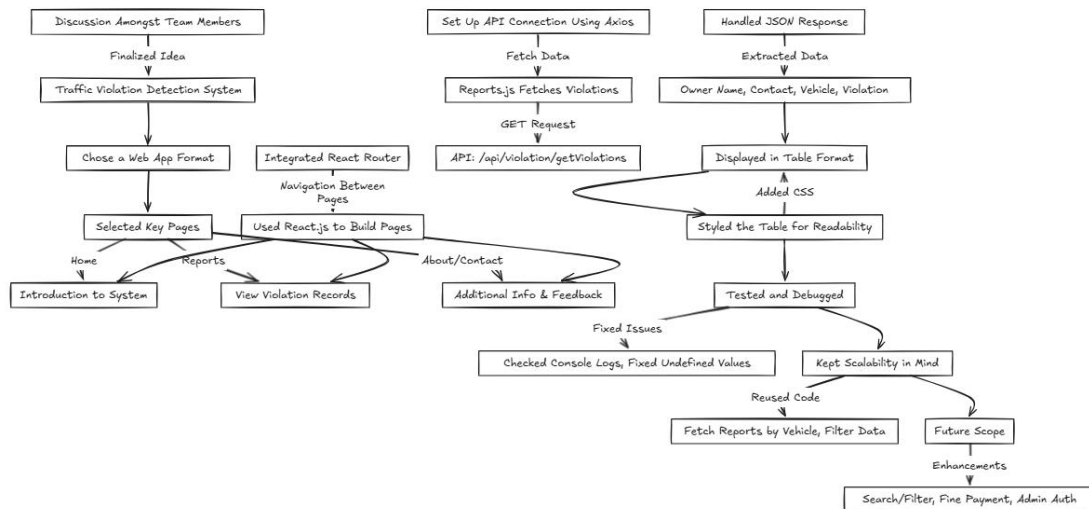 Discussion Amongst Team Members
Set Up API Connection Using Axios
Handled JSON Response
Finalized Idea
Fetch Data
Extracted Data
Traffic Violation Detection System
Reports.js Fetches Violations
Owner Name, Contact, Vehicle, Violation
GET Request
Chose a Web App Format
Integrated React Router
API: /api/violation/getViolations
Displayed in Table Format
Navigation Between
Pages
Added CSS
Selected Key Pages
Used React.js to Build Pages
Styled the Table for Readability
Home
Reports
About/Contact
Introduction to System
View Violation Records
Additional Info & Feedback
Tested and Debugged
Fixed Issues
Checked Console Logs, Fixed Undefined Values
Kept Scalability in Mind
Reused Code
Fetch Reports by Vehicle, Filter Data
Future Scope
Enhancements
Search/Filter, Fine Payment, Admin Auth